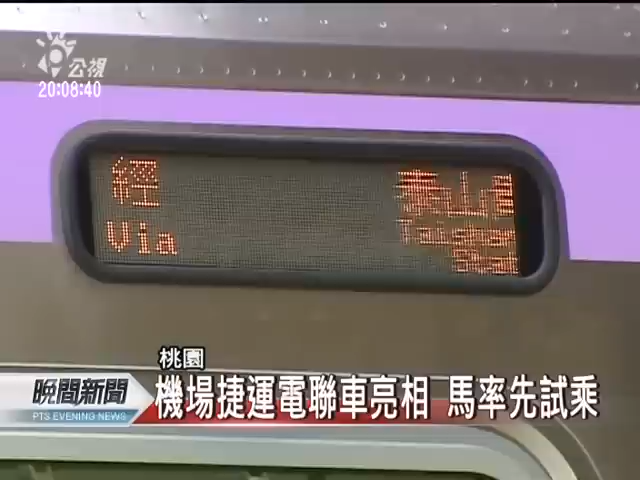 公視
20:08:40
經
Via
桃園
機場捷運電聯車亮相 馬率先試乘
晚間新聞
PTS EVENING NEWS